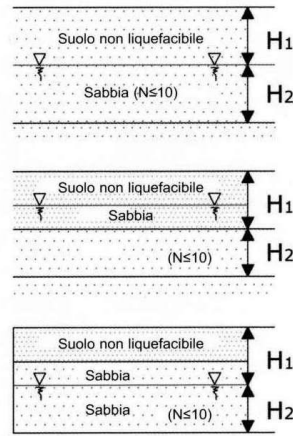 Suolo non liquefacibile
H1
Sabbia (N≤10)
H2
Suolo non liquefacibile
H1
Sabbia
(N≤10)
H2
Suolo non liquefacibile
H1
Sabbia
Sabbia
(N≤10)
H2